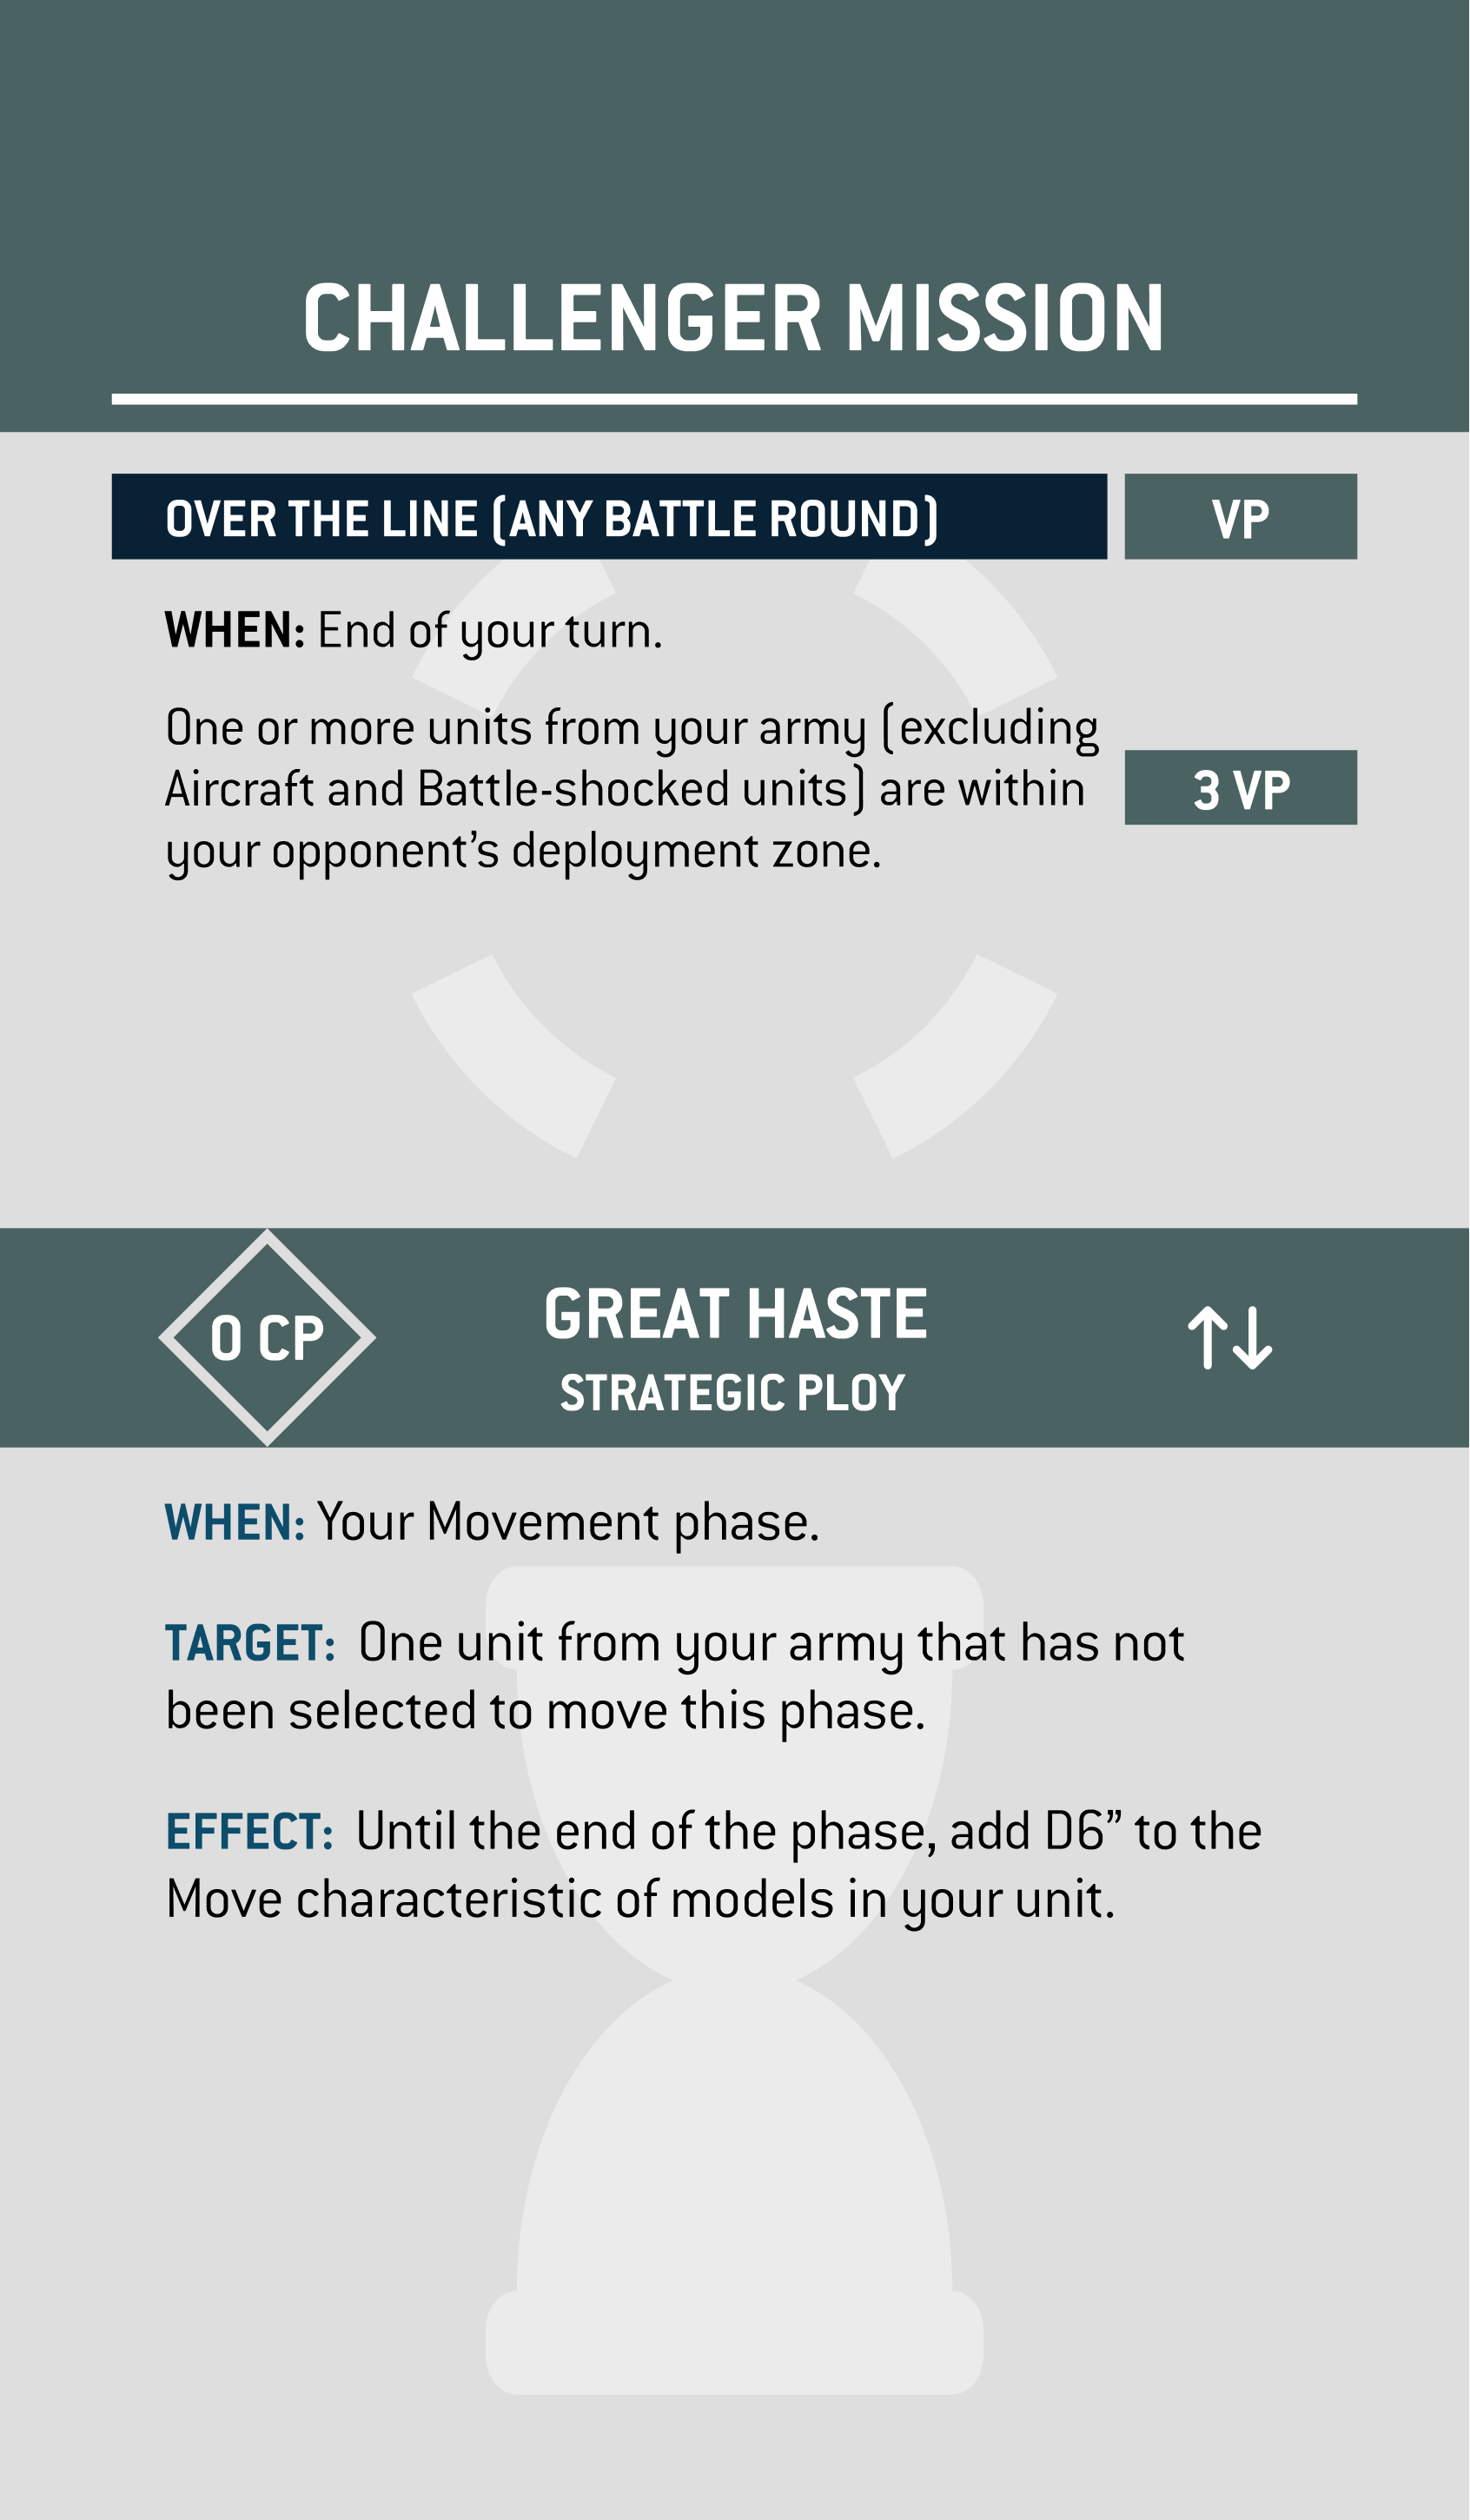 CHALLENGER MISSION
OVER THE LINE (ANY BATTLE ROUND)
VP
WHEN: End of your turn.
One or more units from your army (excluding
Aircraft and Battle-shocked units) are within
your opponent’s deployment zone.
3 VP
0 CP
GREAT HASTE
STRATEGIC PLOY
WHEN: Your Movement phase.
TARGET: One unit from your army that has not
been selected to move this phase.
EFFECT: Until the end of the phase, add D6” to the
Move characteristic of models in your unit.